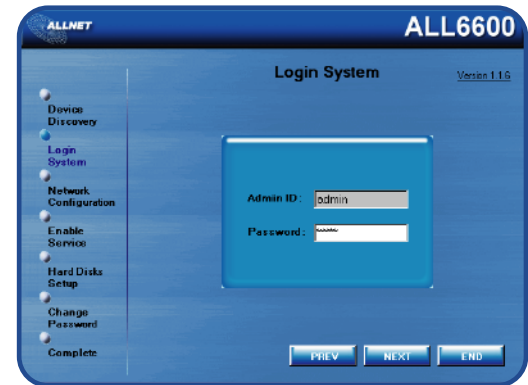 ALLNET
ALL6600
Login System
Version 1.1.6
Device
Discovery
Login
System
Network
Configuration
Enable
Service
Hard Disks
Setup
Change
Password
Complete
Admin ID:
admin
Password:
PREV
NEXT
END